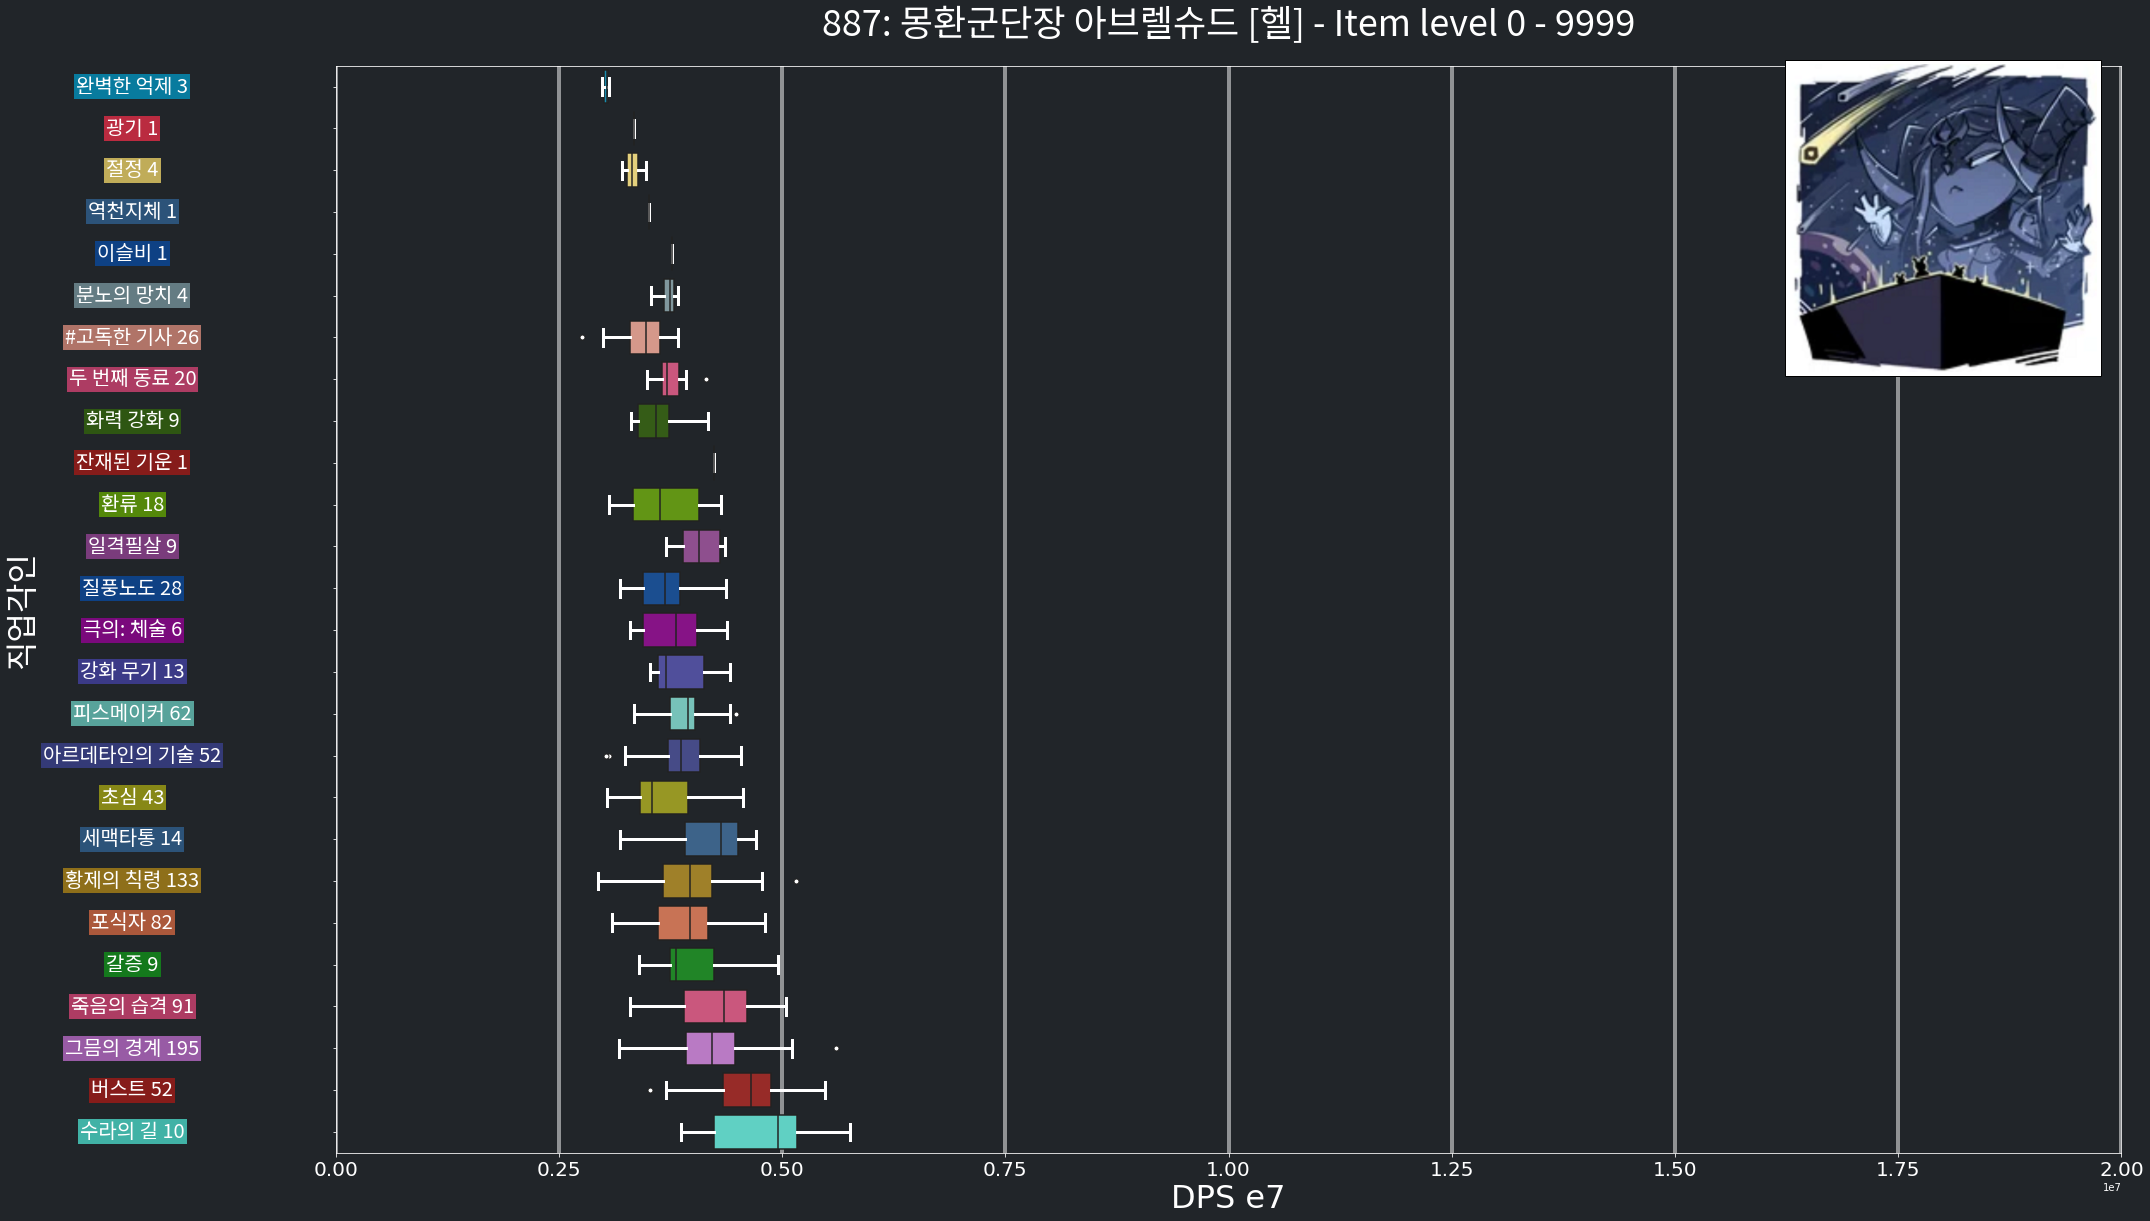 887: 몽환군단장 아브렐슈드 [헬] - Item level 0 - 9999
직업각인
완벽한 억제 3
광기 1
절정 4
역천지체 1
이슬비 1
분노의 망치 4
#고독한 기사 26
두 번째 동료 20
화력 강화 9
잔재된 기운 1
환류 18
일격필살 9
질풍노도 28
극의: 체술 6
강화 무기 13
피스메이커 62
아르데타인의 기술 52
초심 43
세맥타통 14
황제의 칙령 133
포식자 82
갈증 9
죽음의 습격 91
그믐의 경계 195
버스트 52
수라의 길 10
0.00 0.25 0.50 0.75 1.00 1.25 1.50 1.75 2.00
1e7
DPS e7